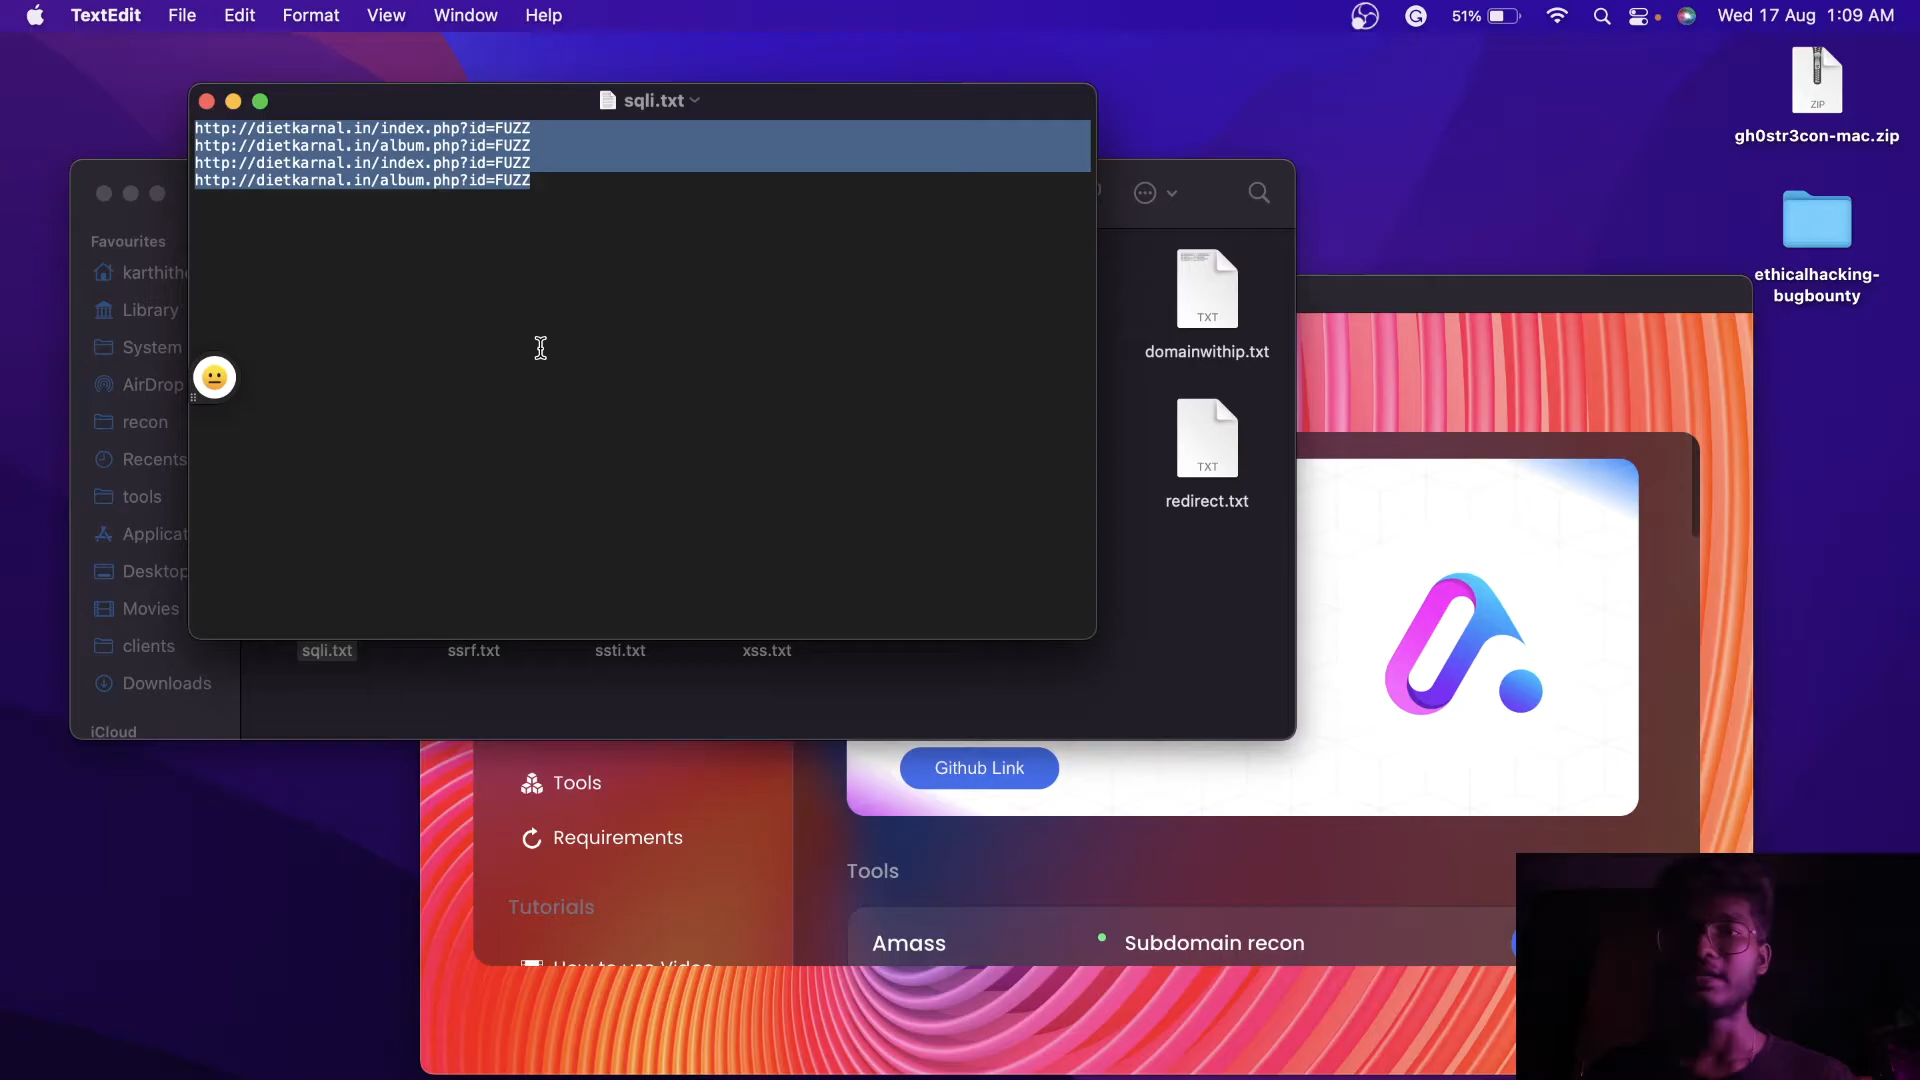 TextEdit File Edit Format View Window Help 51% Wed 17 Aug 1:09 AM
sqli.txt
http://dietkarnal.in/index.php?id=FUZZ
http://dietkarnal.in/album.php?id=FUZZ
http://dietkarnal.in/index.php?id=FUZZ
http://dietkarnal.in/album.php?id=FUZZ
ZIP
gh0str3con-mac.zip
ethicalhacking-
bugbounty
Favourites
Library
System
AirDrop
recon
Recents
tools
Desktop
Movies
clients
Downloads
iCloud
TXT
domainwithip.txt
TXT
redirect.txt
sqli.txt ssrf.txt ssti.txt xss.txt
Github Link
Tools
Requirements
Tutorials
Tools
Amass Subdomain recon